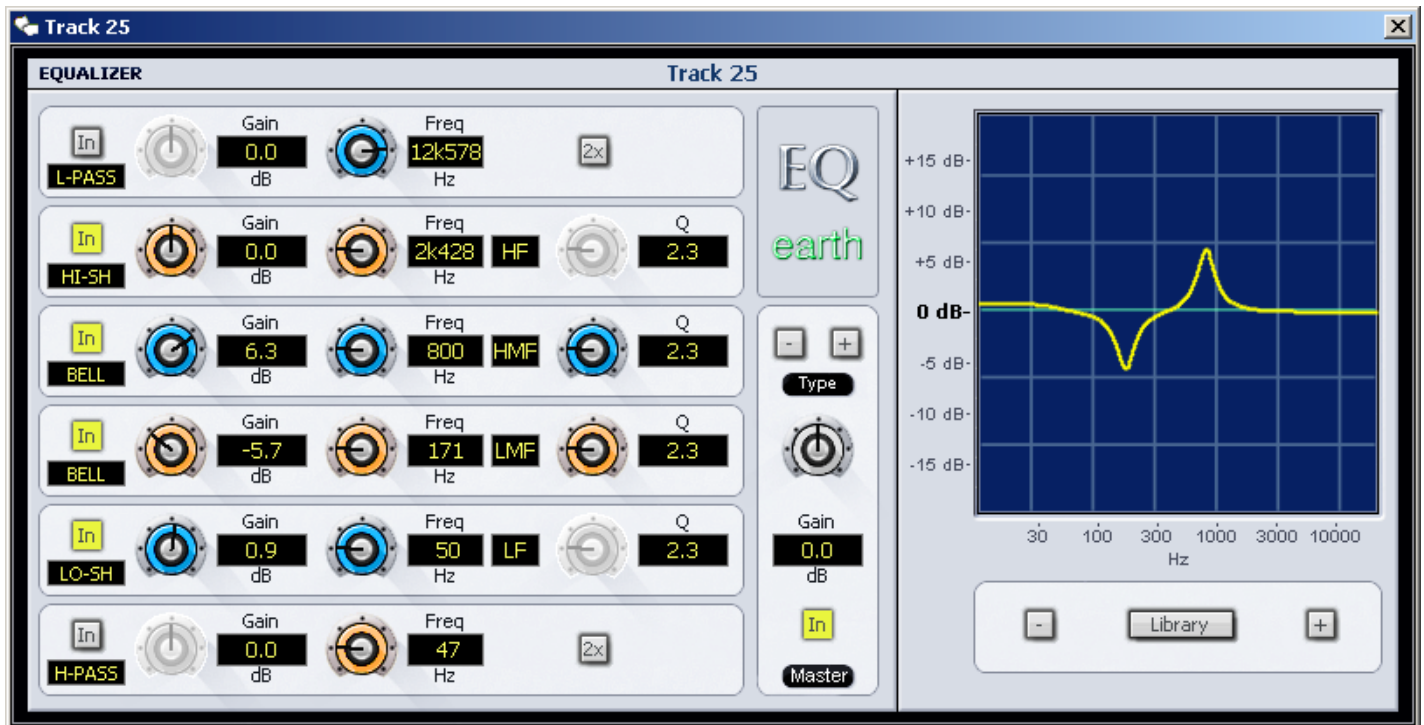 Track 25
EQUALIZER Track 25
In Gain Freq
0.0 12k578 2x
L-PASS dB Hz
In Gain Freq Q
0.0 2k428 HF 2.3
HI-SH dB Hz
In Gain Freq Q
6.3 800 HMF 2.3
BELL dB Hz
In Gain Freq Q
-5.7 171 LMF 2.3
BELL dB Hz
In Gain Freq Q
0.9 50 LF 2.3
LO-SH dB Hz
In Gain Freq
0.0 47 2x
H-PASS dB Hz
EQ
earth
- +
Type
Gain
0.0
dB
In
Master
+15 dB-
+10 dB-
+5 dB-
0 dB-
-5 dB-
-10 dB-
-15 dB-
30 100 300 1000 3000 10000
Hz
- Library +